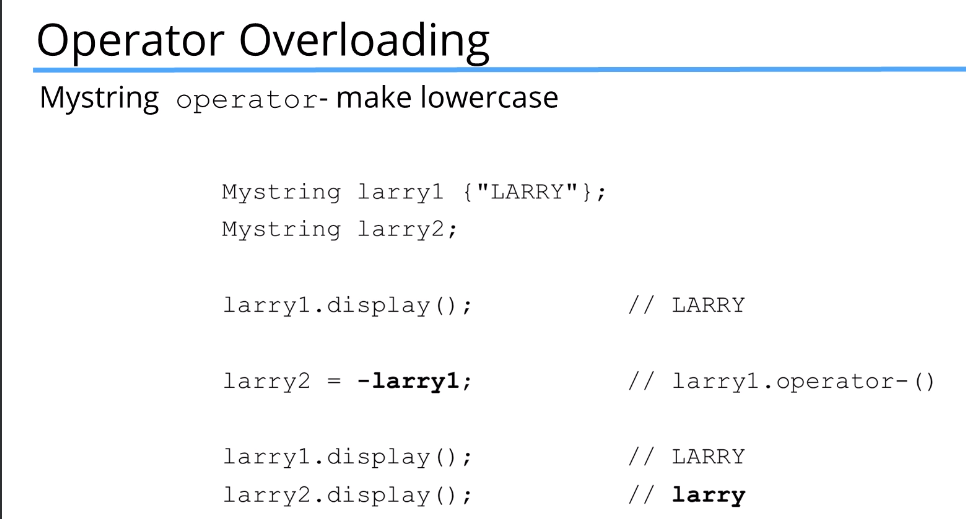 Operator Overloading
Mystring operator- make lowercase
Mystring larry1 {"LARRY"};
Mystring larry2;
larry1.display(); // LARRY
larry2 = -larry1; // larry1.operator-()
larry1.display(); // LARRY
larry2.display(); // larry